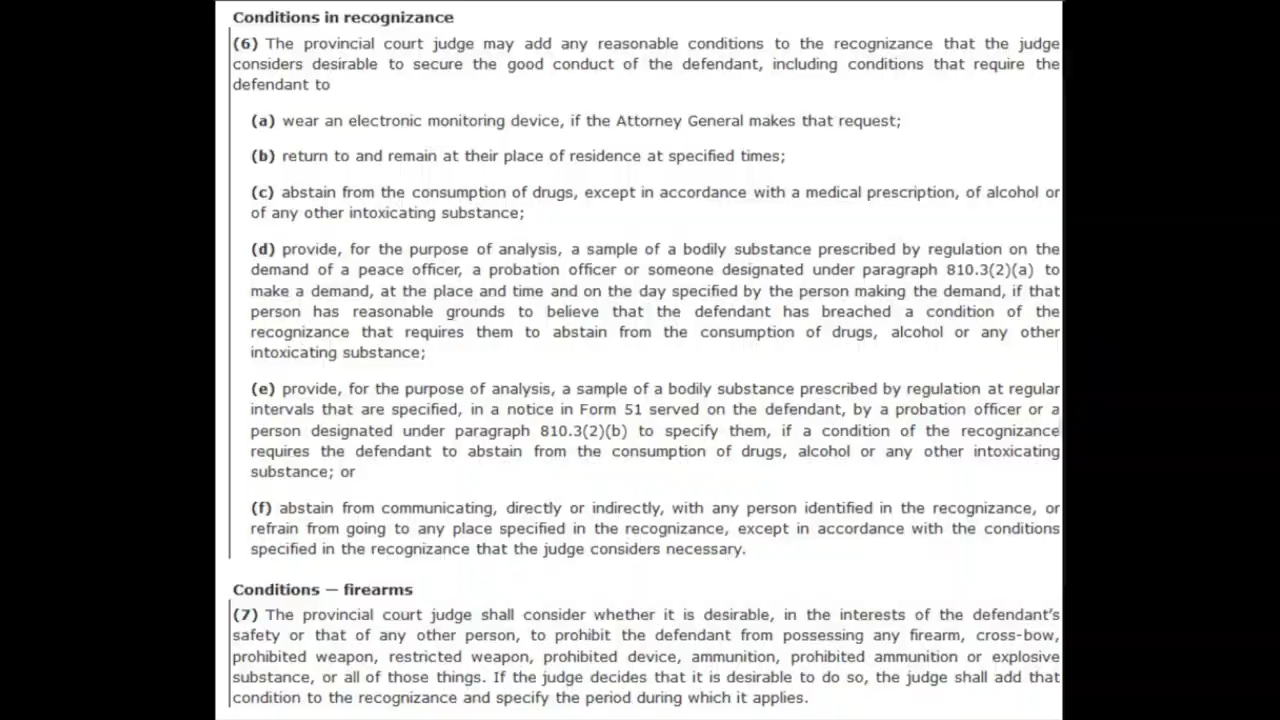 Conditions in recognizance
(6) The provincial court judge may add any reasonable conditions to the recognizance that the judge
considers desirable to secure the good conduct of the defendant, including conditions that require the
defendant to
(a) wear an electronic monitoring device, if the Attorney General makes that request;
(b) return to and remain at their place of residence at specified times;
(c) abstain from the consumption of drugs, except in accordance with a medical prescription, of alcohol or
of any other intoxicating substance;
(d) provide, for the purpose of analysis, a sample of a bodily substance prescribed by regulation on the
demand of a peace officer, a probation officer or someone designated under paragraph 810.3(2)(a) to
make a demand, at the place and time and on the day specified by the person making the demand, if that
person has reasonable grounds to believe that the defendant has breached a condition of the
recognizance that requires them to abstain from the consumption of drugs, alcohol or any other
intoxicating substance;
(e) provide, for the purpose of analysis, a sample of a bodily substance prescribed by regulation at regular
intervals that are specified, in a notice in Form 51 served on the defendant, by a probation officer or a
person designated under paragraph 810.3(2)(b) to specify them, if a condition of the recognizance
requires the defendant to abstain from the consumption of drugs, alcohol or any other intoxicating
substance; or
(f) abstain from communicating, directly or indirectly, with any person identified in the recognizance, or
refrain from going to any place specified in the recognizance, except in accordance with the conditions
specified in the recognizance that the judge considers necessary.
Conditions — firearms
(7) The provincial court judge shall consider whether it is desirable, in the interests of the defendant's
safety or that of any other person, to prohibit the defendant from possessing any firearm, cross-bow,
prohibited weapon, restricted weapon, prohibited device, ammunition, prohibited ammunition or explosive
substance, or all of those things. If the judge decides that it is desirable to do so, the judge shall add that
condition to the recognizance and specify the period during which it applies.